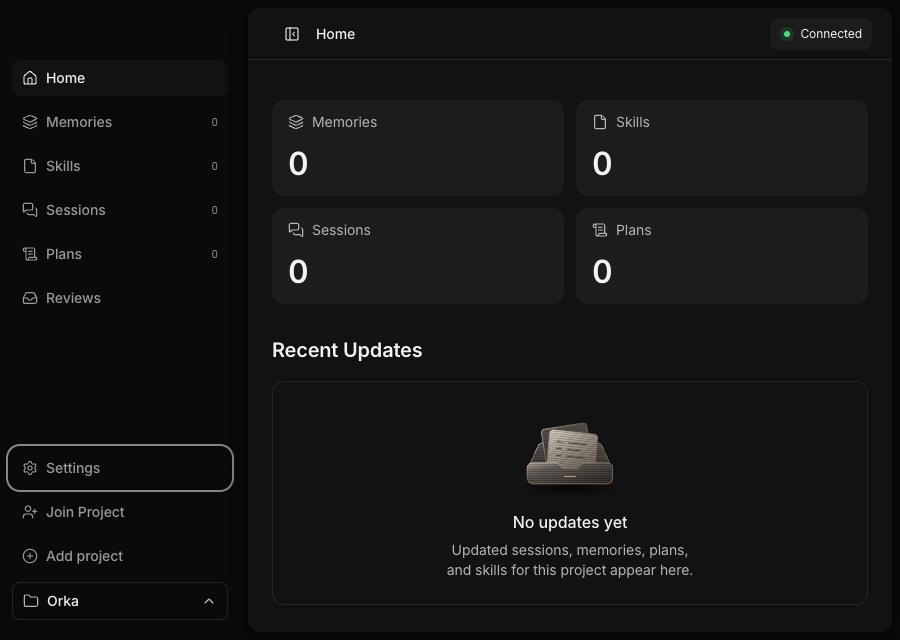 Home
Memories 0
Skills 0
Sessions 0
Plans 0
Reviews
Settings
Join Project
Add project
Orka
Home
Connected
Memories
0
Skills
0
Sessions
0
Plans
0
Recent Updates
No updates yet
Updated sessions, memories, plans,
and skills for this project appear here.